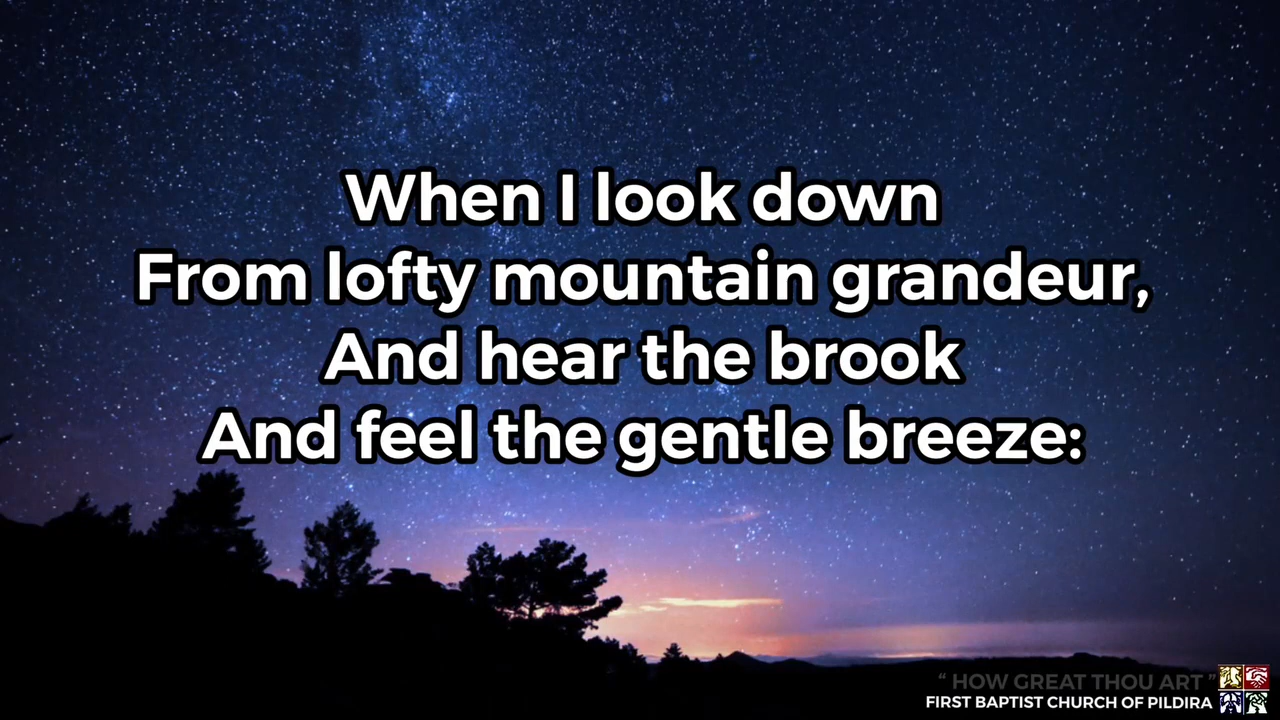 When I look down
From lofty mountain grandeur,
And hear the brook
And feel the gentle breeze:
“ HOW GREAT THOU ART ”
FIRST BAPTIST CHURCH OF PILDIRA